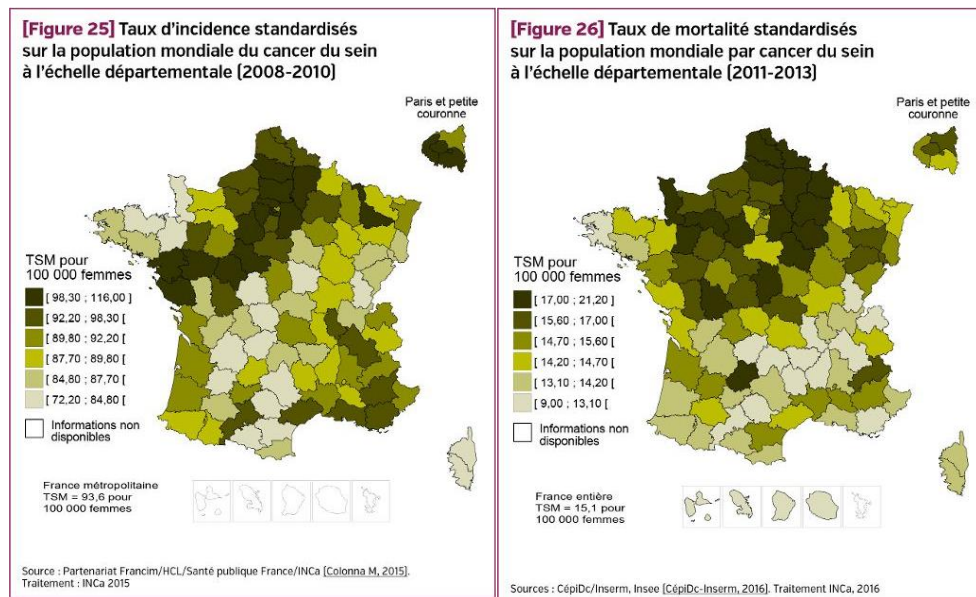 [Figure 25] Taux d'incidence standardisés
sur la population mondiale du cancer du sein
à l'échelle départementale (2008-2010)
Paris et petite
couronne
TSM pour
100 000 femmes
[ 98,30 ; 116,00 [
[ 92,20 ; 98,30 [
[ 89,80 ; 92,20 [
[ 87,70 ; 89,80 [
[ 84,80 ; 87,70 [
[ 72,20 ; 84,80 [
Informations non
disponibles
France métropolitaine
TSM = 93,6 pour
100 000 femmes
Source : Partenariat Francim/HCL/Santé publique France/INCa [Colonna M, 2015].
Traitement : INCa 2015
[Figure 26] Taux de mortalité standardisés
sur la population mondiale par cancer du sein
à l'échelle départementale (2011-2013)
Paris et petite
couronne
TSM pour
100 000 femmes
[ 17,00 ; 21,20 [
[ 15,60 ; 17,00 [
[ 14,70 ; 15,60 [
[ 14,20 ; 14,70 [
[ 13,10 ; 14,20 [
[ 9,00 ; 13,10 [
Informations non
disponibles
France entière
TSM = 15,1 pour
100 000 femmes
Sources : CépiDc/Inserm, Insee [CépiDc-Inserm, 2016]. Traitement INCa, 2016